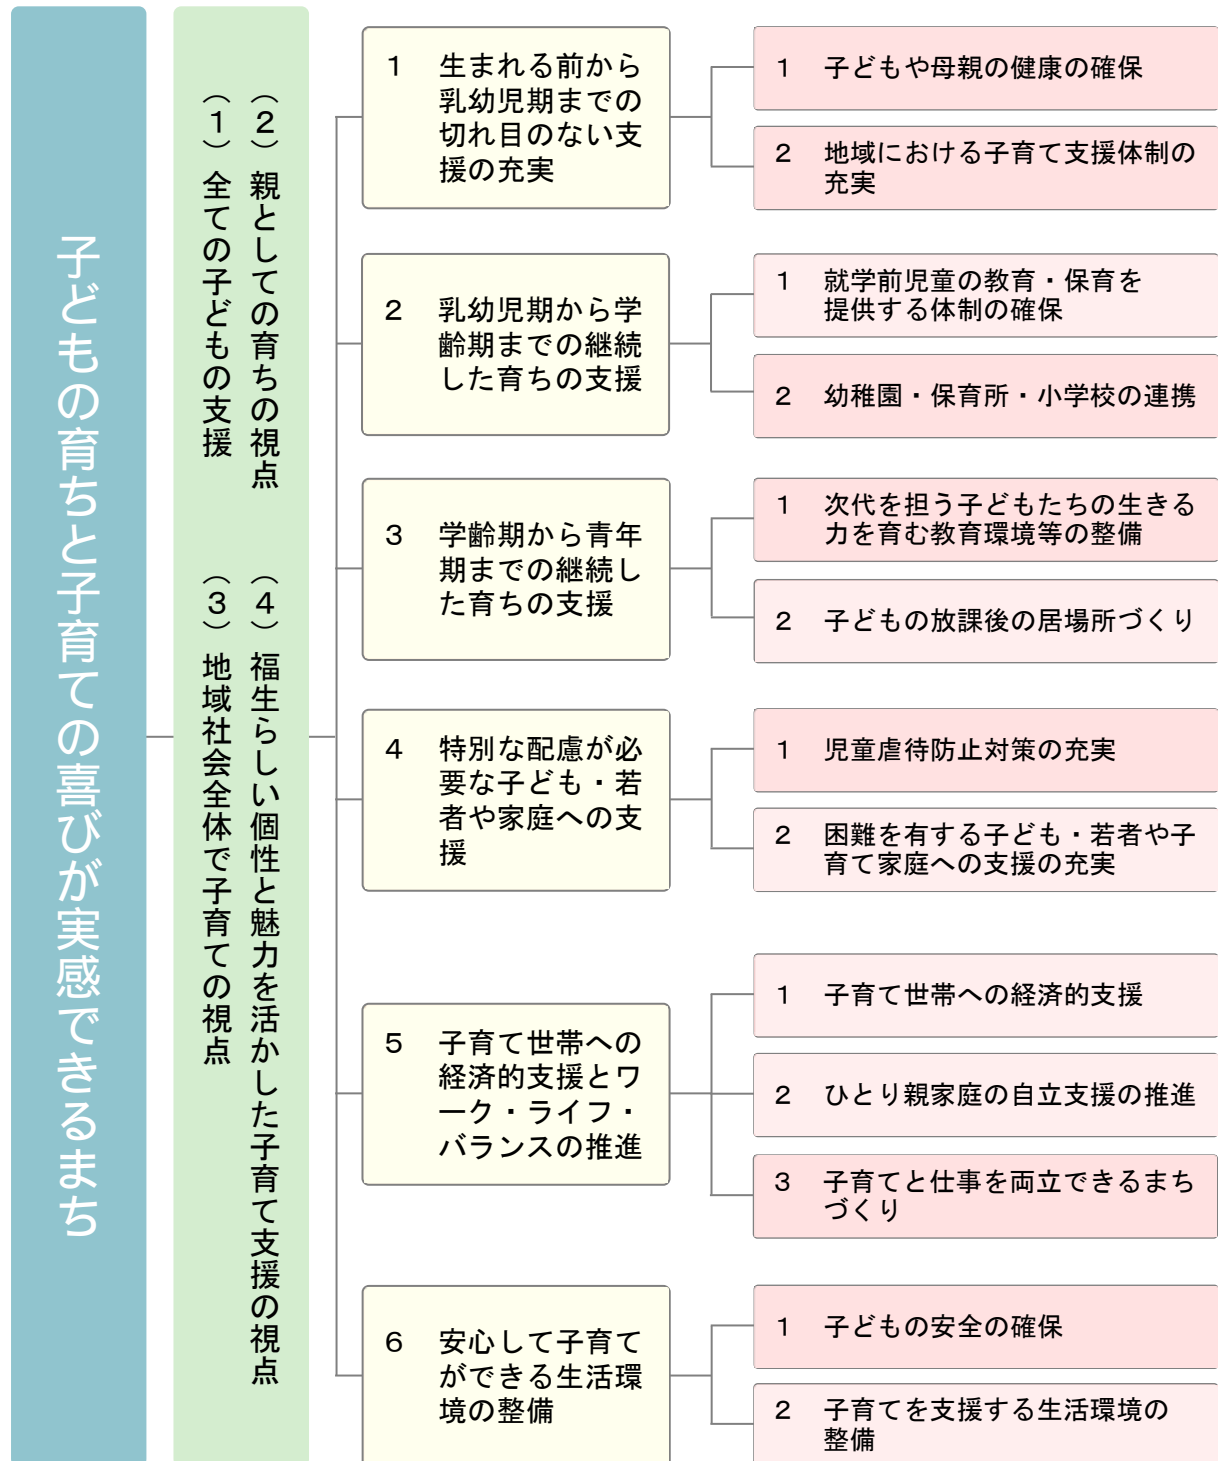 子どもの育ちと子育ての喜びが実感できるまち
（２）親としての育ちの視点
（１）全ての子どもの支援
（４）福生らしい個性と魅力を活かした子育て支援の視点
（３）地域社会全体で子育ての視点
１　生まれる前から
乳幼児期までの
切れ目のない支
援の充実
１　子どもや母親の健康の確保
２　地域における子育て支援体制の
充実
２　乳幼児期から学
齢期までの継続
した育ちの支援
１　就学前児童の教育・保育を
提供する体制の確保
２　幼稚園・保育所・小学校の連携
３　学齢期から青年
期までの継続し
た育ちの支援
１　次代を担う子どもたちの生きる
力を育む教育環境等の整備
２　子どもの放課後の居場所づくり
４　特別な配慮が必
要な子ども・若
者や家庭への支
援
１　児童虐待防止対策の充実
２　困難を有する子ども・若者や子
育て家庭への支援の充実
５　子育て世帯への
経済的支援とワ
ーク・ライフ・
バランスの推進
１　子育て世帯への経済的支援
２　ひとり親家庭の自立支援の推進
３　子育てと仕事を両立できるまち
づくり
６　安心して子育て
ができる生活環
境の整備
１　子どもの安全の確保
２　子育てを支援する生活環境の
整備